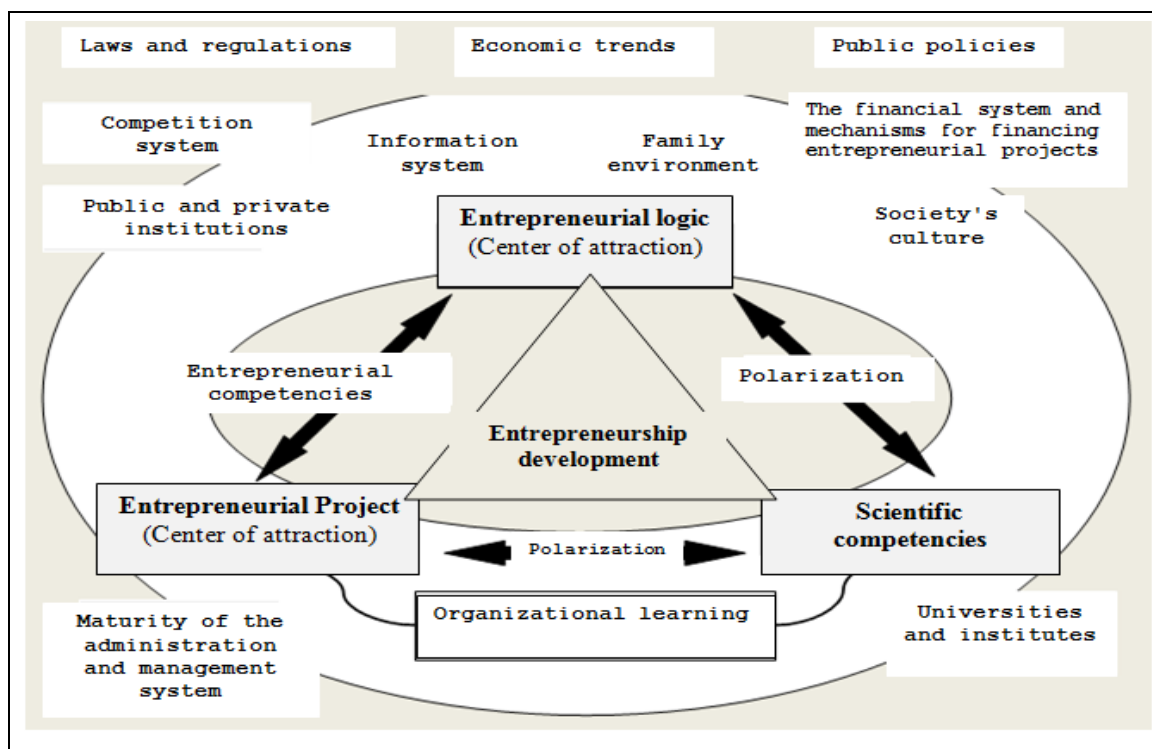 Laws and regulations
Economic trends
Public policies
Competition
system
Information
system
Family
environment
The financial system and
mechanisms for financing
entrepreneurial projects
Public and private
institutions
Entrepreneurial logic
(Center of attraction)
Society's
culture
Entrepreneurial
competencies
Polarization
Entrepreneurship
development
Entrepreneurial Project
(Center of attraction)
Scientific
competencies
Polarization
Organizational learning
Maturity of the
administration
and management
system
Universities
and institutes